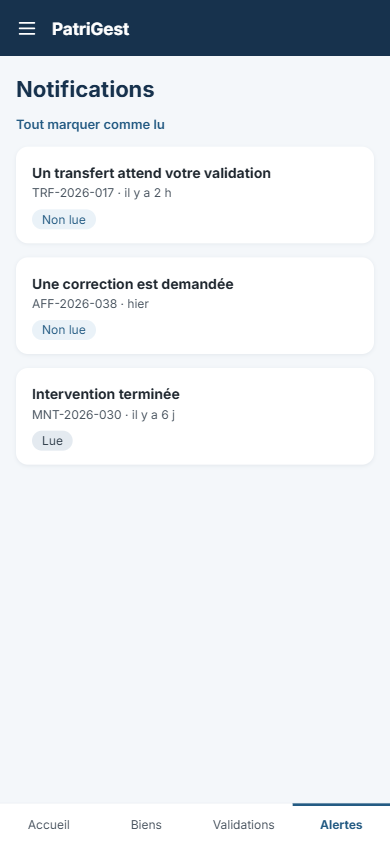 PatriGest
Notifications
Tout marquer comme lu
Un transfert attend votre validation
TRF-2026-017 · il y a 2 h
Non lue
Une correction est demandée
AFF-2026-038 · hier
Non lue
Intervention terminée
MNT-2026-030 · il y a 6 j
Lue
Accueil Biens Validations Alertes